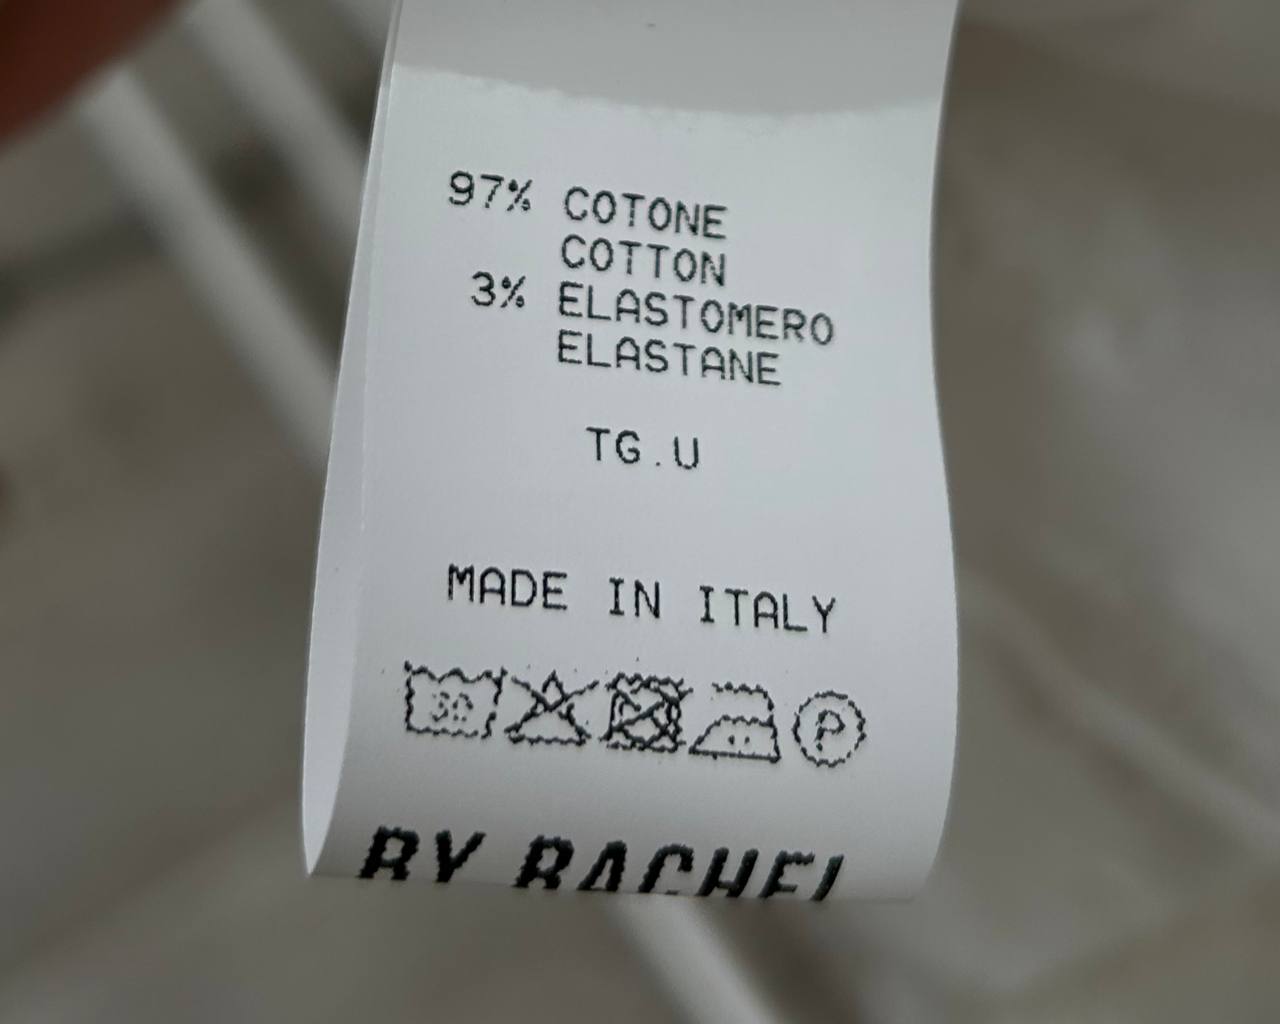 97% COTONE
COTTON
3% ELASTOMERO
ELASTANE
TG.U
MADE IN ITALY
30 P
BY RACHEL